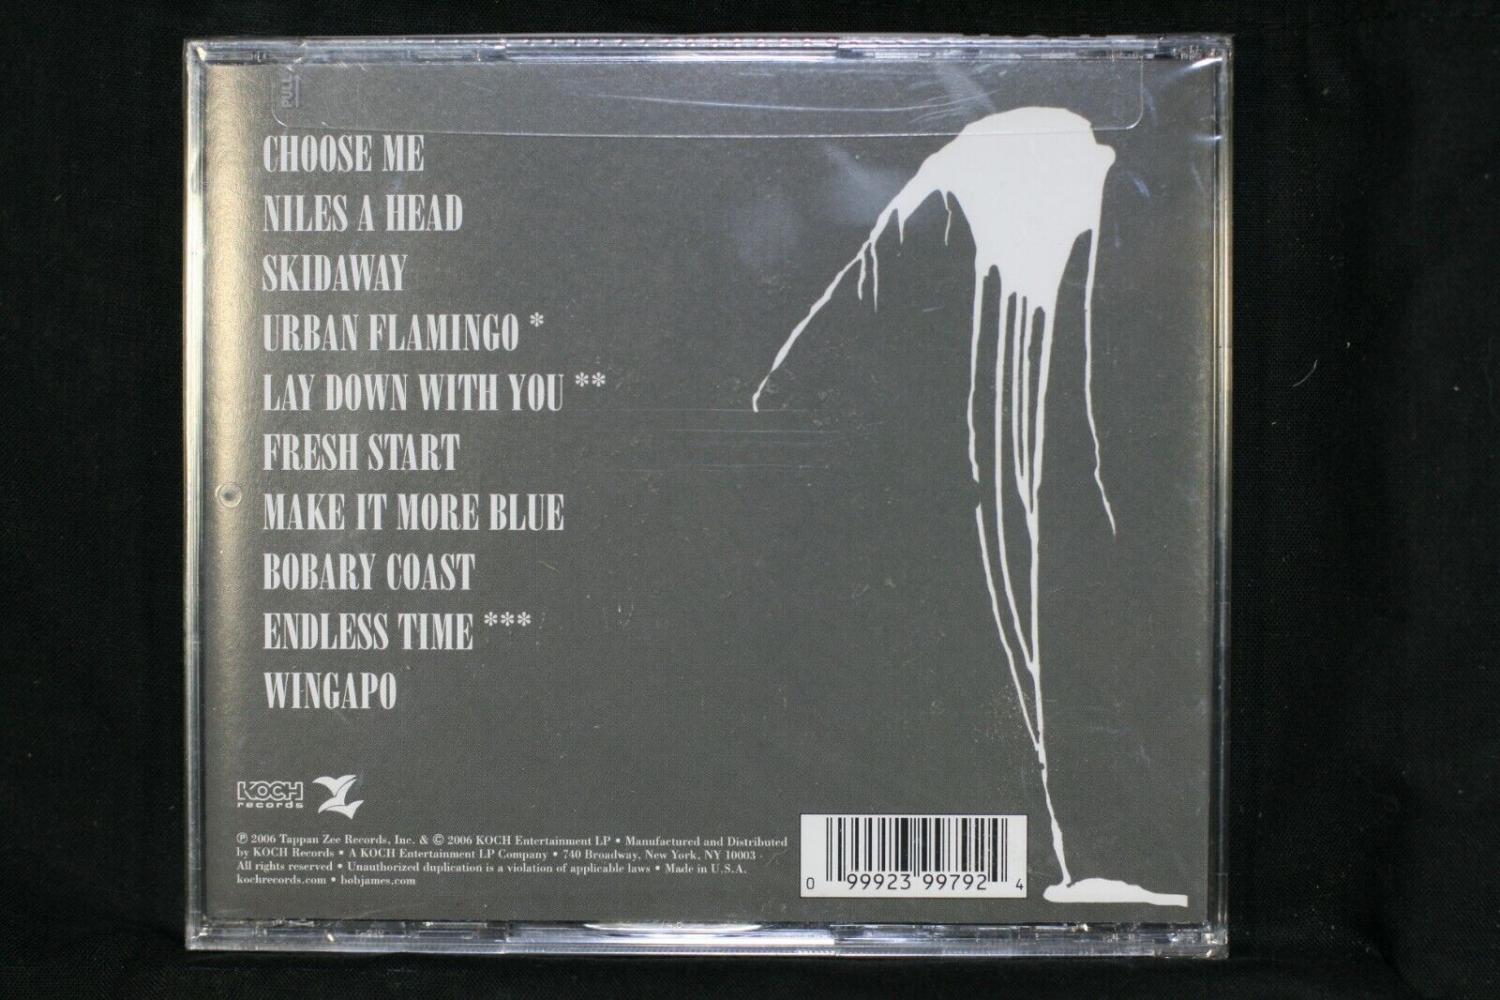 PULL
CHOOSE ME
NILES A HEAD
SKIDAWAY
URBAN FLAMINGO *
LAY DOWN WITH YOU **
FRESH START
MAKE IT MORE BLUE
BOBARY COAST
ENDLESS TIME ***
WINGAPO
KOCH
records
℗ 2006 Tappan Zee Records, Inc. & © 2006 KOCH Entertainment LP • Manufactured and Distributed
by KOCH Records • A KOCH Entertainment LP Company • 740 Broadway, New York, NY 10003 ·
All rights reserved • Unauthorized duplication is a violation of applicable laws • Made in U.S.A.
kochrecords.com • bobjames.com
0 99923 99792 4